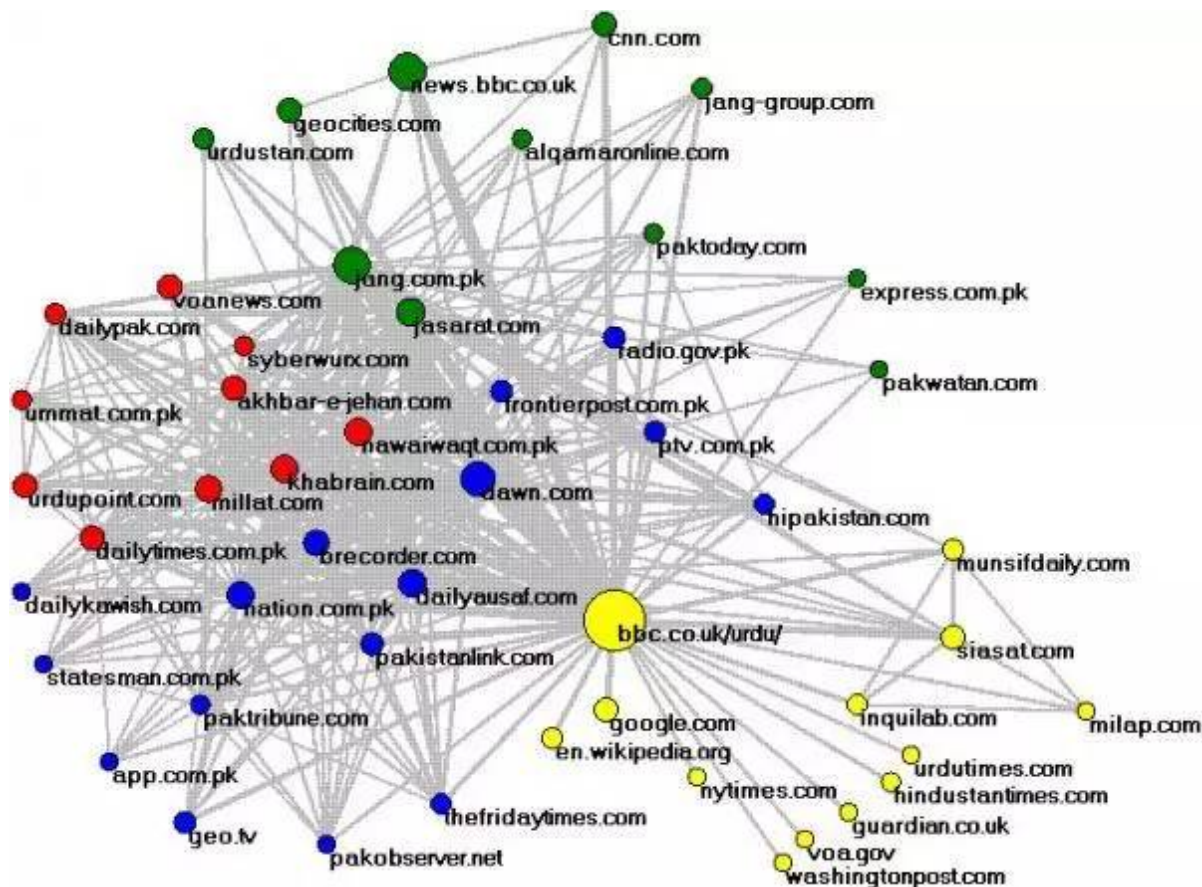 cnn.com
news.bbc.co.uk
jang-group.com
geocities.com
urdustan.com
alqamaronline.com
paktoday.com
jang.com.pk
express.com.pk
voanews.com
dailypak.com
jasarat.com
syberwurx.com
radio.gov.pk
pakwatan.com
akhbar-e-jehan.com
frontierpost.com.pk
ummat.com.pk
nawaiwaqt.com.pk
ptv.com.pk
khabrain.com
dawn.com
urdupoint.com
millat.com
hipakistan.com
dailytimes.com.pk
brecorder.com
munsifdaily.com
dailykawish.com
nation.com.pk
dailyausaf.com
bbc.co.uk/urdu/
siasat.com
pakistanlink.com
statesman.com.pk
paktribune.com
google.com
inquilab.com
milap.com
en.wikipedia.org
app.com.pk
urdutimes.com
nytimes.com
hindustantimes.com
thefridaytimes.com
guardian.co.uk
geo.tv
voa.gov
pakobserver.net
washingtonpost.com